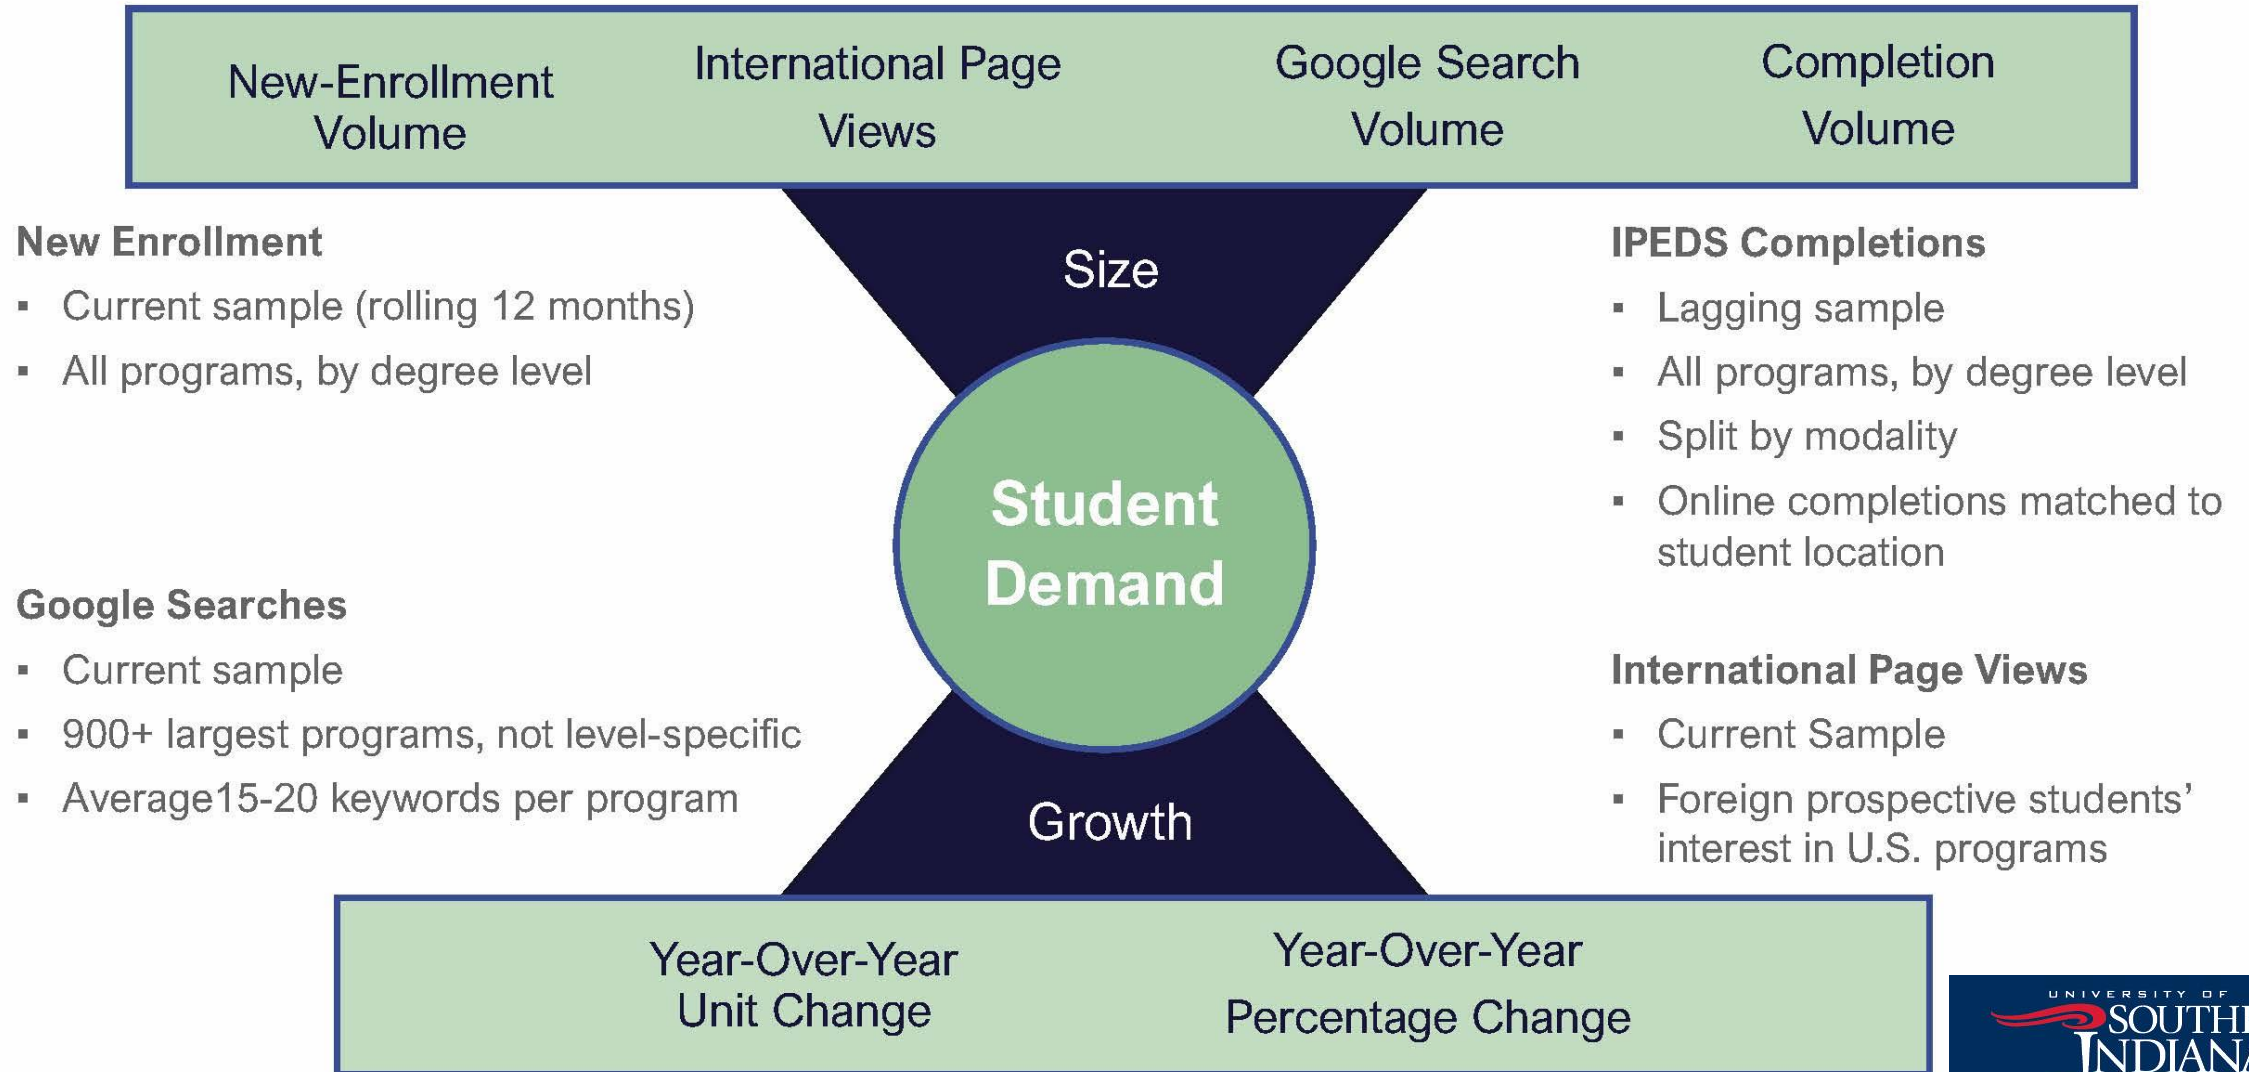 New-Enrollment
Volume
International Page
Views
Google Search
Volume
Completion
Volume
Size
New Enrollment
▪ Current sample (rolling 12 months)
▪ All programs, by degree level
Google Searches
▪ Current sample
▪ 900+ largest programs, not level-specific
▪ Average15-20 keywords per program
Student
Demand
IPEDS Completions
▪ Lagging sample
▪ All programs, by degree level
▪ Split by modality
▪ Online completions matched to
student location
International Page Views
▪ Current Sample
▪ Foreign prospective students’
interest in U.S. programs
Growth
Year-Over-Year
Unit Change
Year-Over-Year
Percentage Change
UNIVERSITY OF
INDIANA